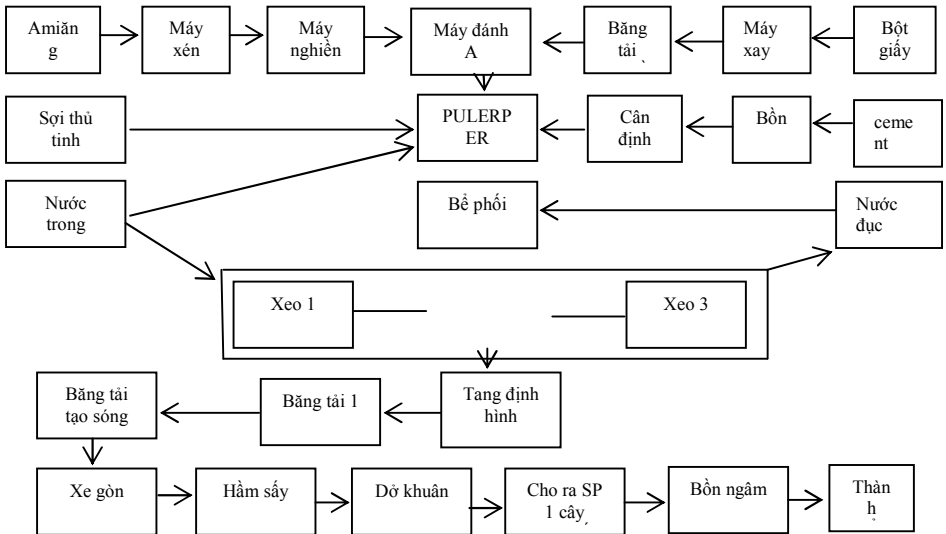 Amiăn
g
Máy
xén
Máy
nghiền
Máy đánh
A
Băng
tải
Máy
xay
Bột
giấy
Sợi thủ
tinh
PULERP
ER
Cân
định
Bồn
ceme
nt
Nước
trong
Bể phối
Nước
đục
Xeo 1
Xeo 3
Băng tải
tạo sóng
Băng tải 1
Tang định
hình
Xe gòn
Hầm sấy
Dở khuân
Cho ra SP
1 cây
Bồn ngâm
Thàn
h